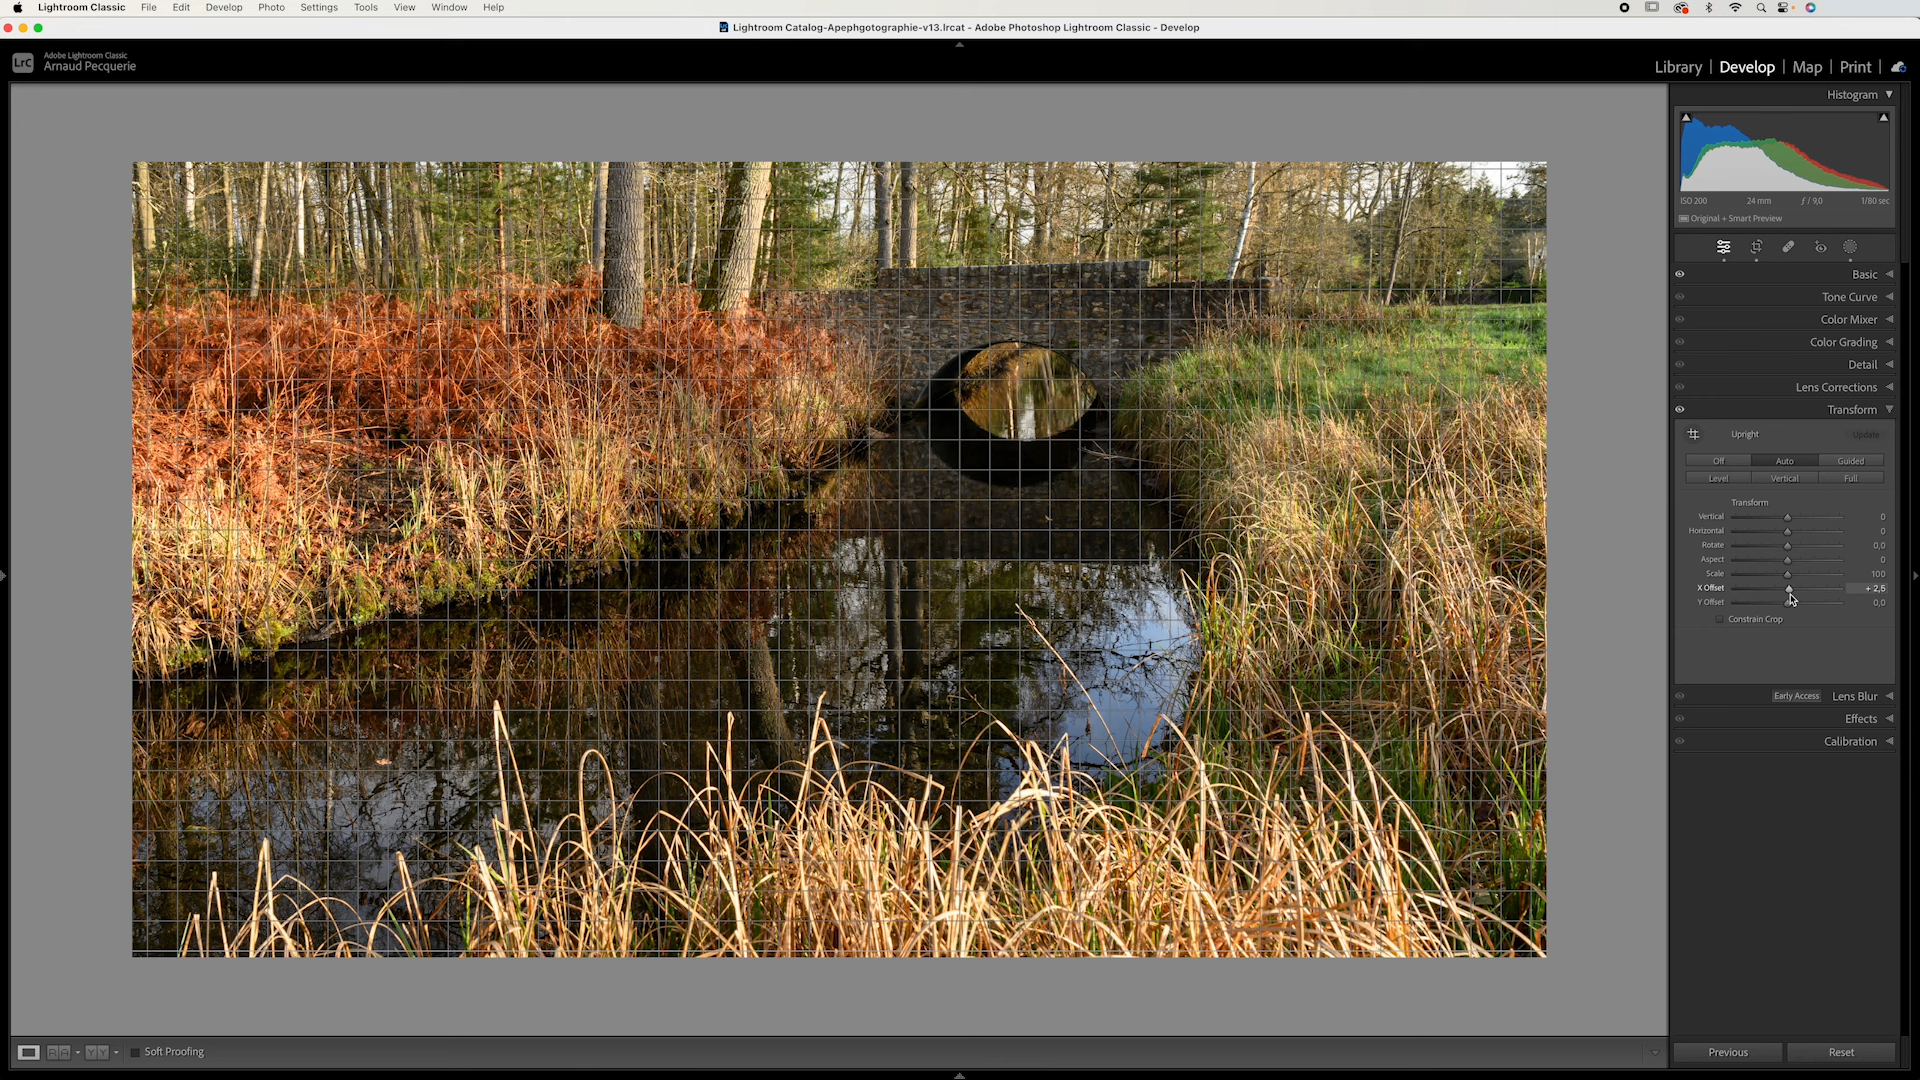 Lightroom Classic File Edit Develop Photo Settings Tools View Window Help
Lightroom Catalog-Apephgotographie-v13.lrcat - Adobe Photoshop Lightroom Classic - Develop
LrC
Adobe Lightroom Classic
Arnaud Pecquerie
Library | Develop | Map | Print |
Histogram
ISO 200 24 mm ƒ / 9,0 1/80 sec
Original + Smart Preview
Basic
Tone Curve
Color Mixer
Color Grading
Detail
Lens Corrections
Transform
Upright Update
Off Auto Guided
Level Vertical Full
Transform
Vertical 0
Horizontal 0
Rotate 0,0
Aspect 0
Scale 100
X Offset + 2,5
Y Offset 0,0
Constrain Crop
Early Access Lens Blur
Effects
Calibration
R A Y Y Soft Proofing
Previous Reset